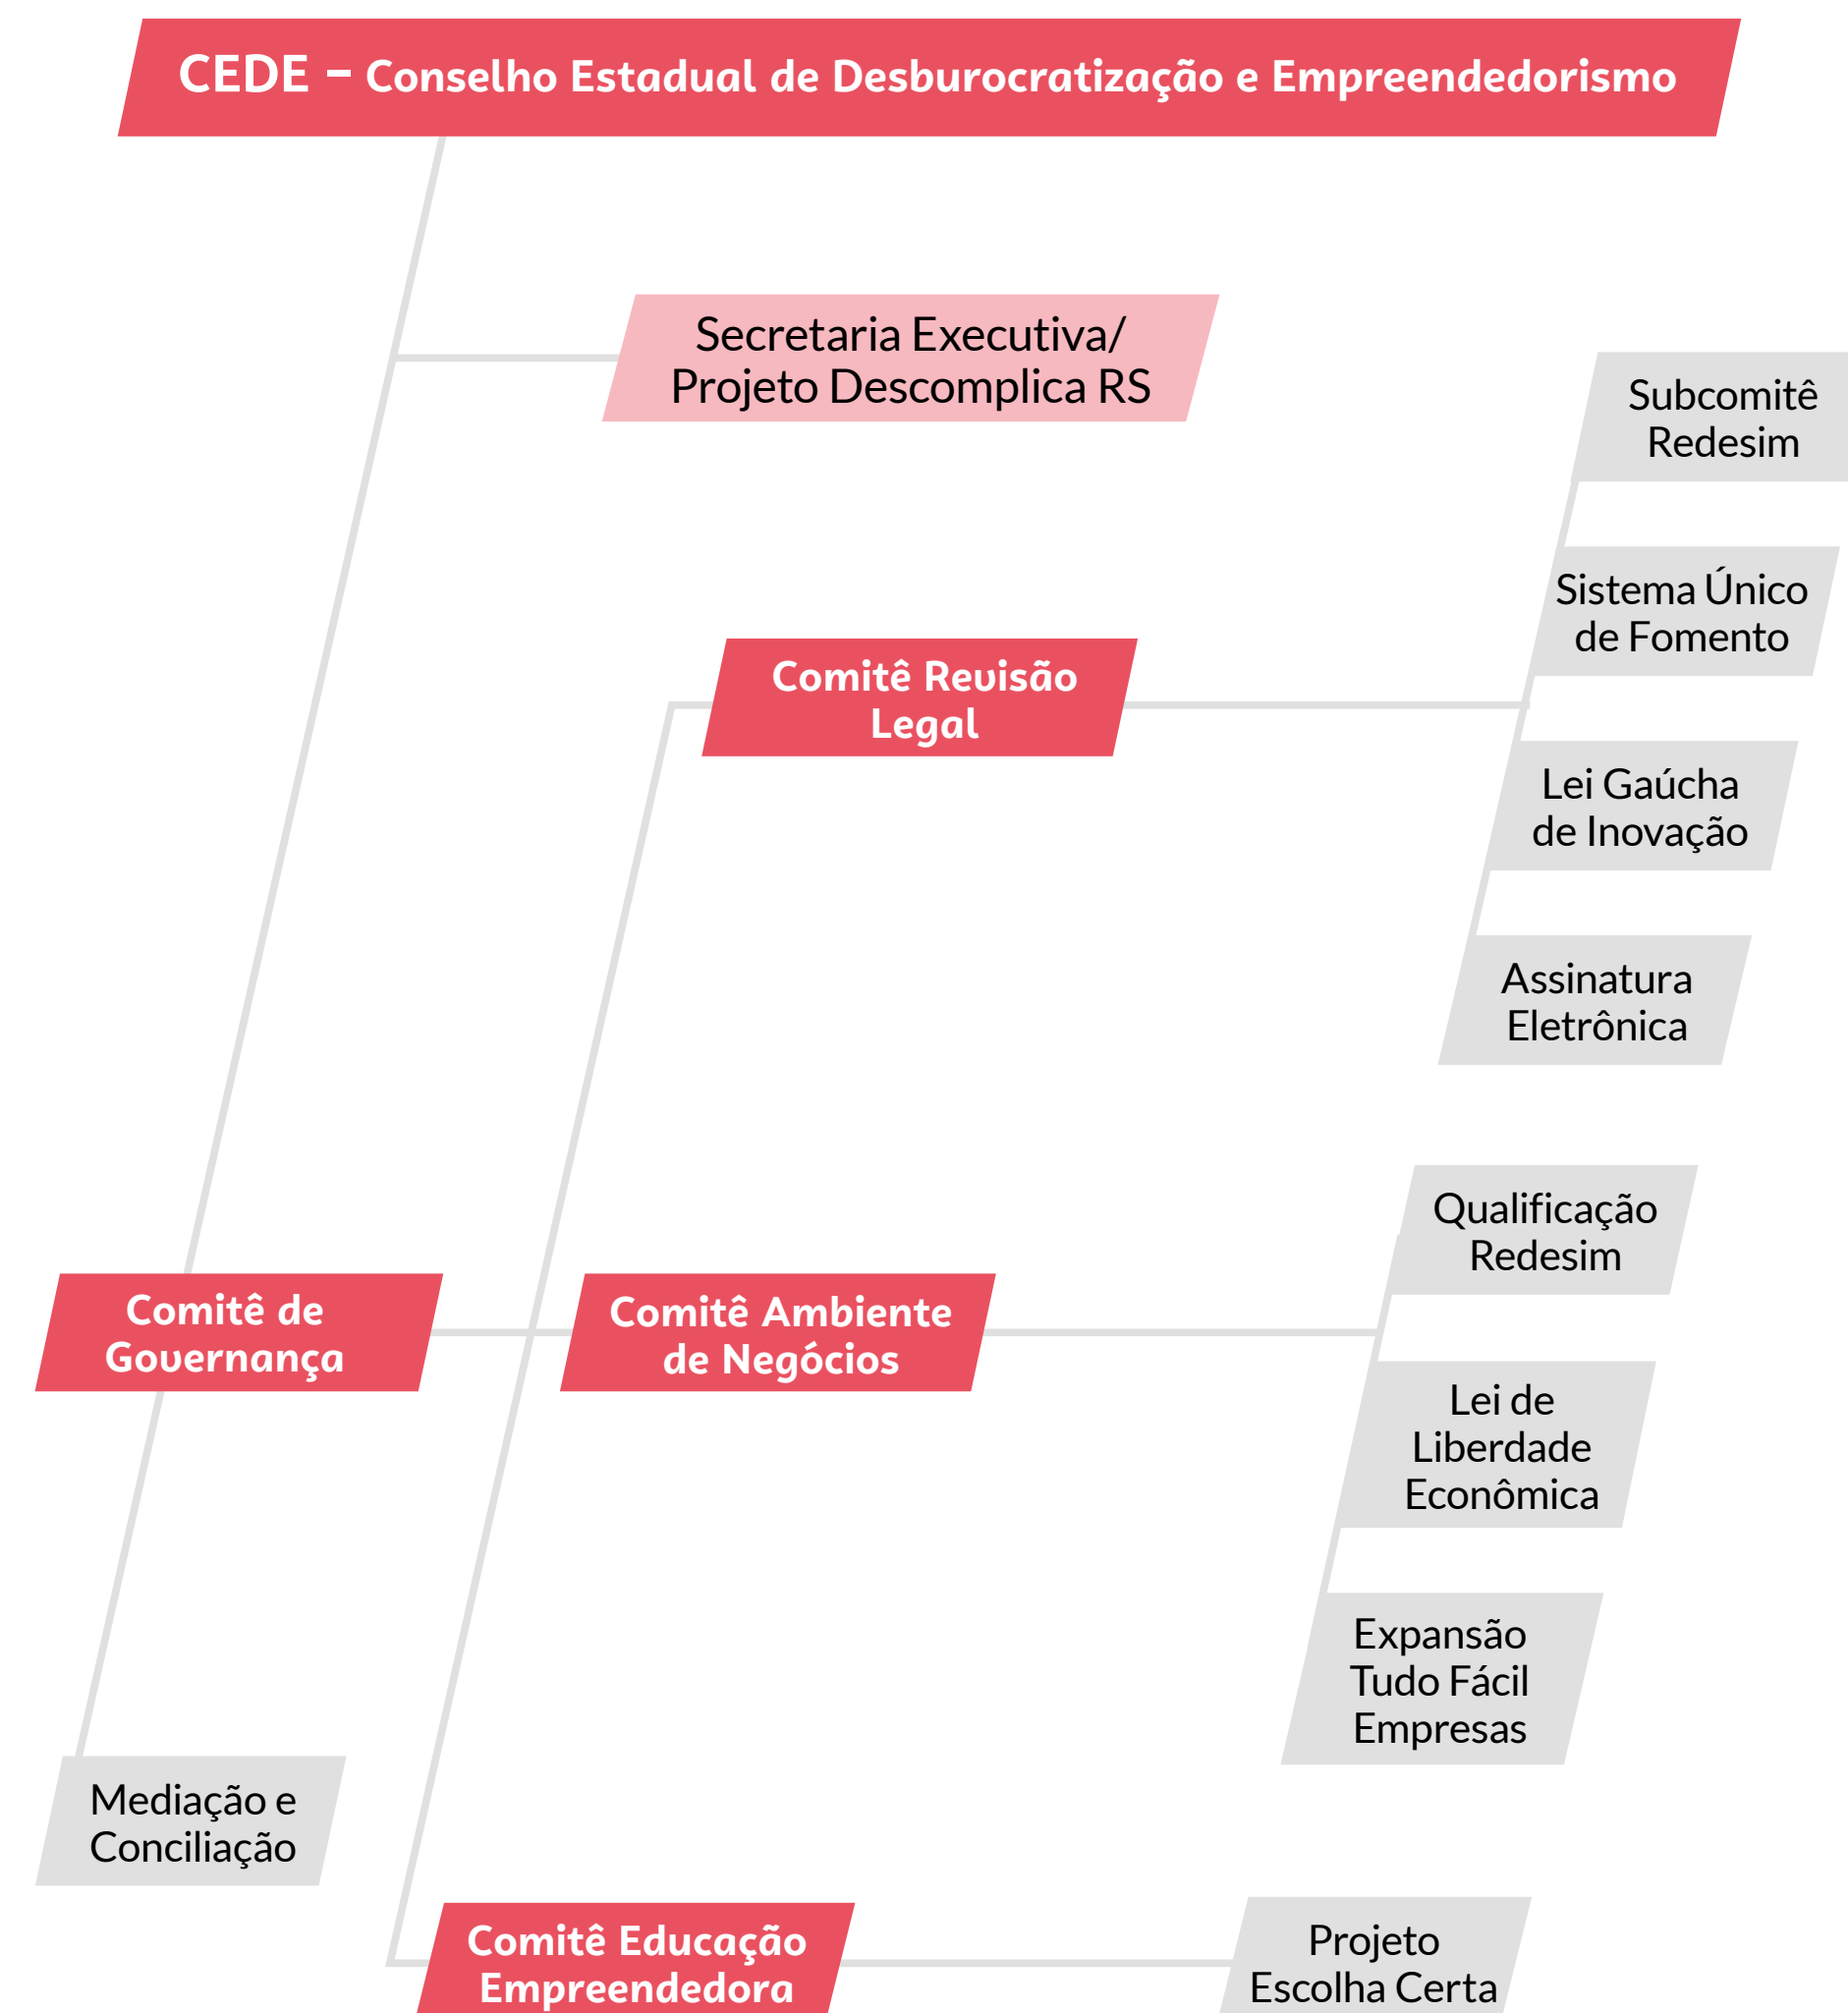 CEDE – Conselho Estadual de Desburocratização e Empreendedorismo
Secretaria Executiva/
Projeto Descomplica RS
Subcomitê
Redesim
Sistema Único
de Fomento
Comitê Revisão
Legal
Lei Gaúcha
de Inovação
Assinatura
Eletrônica
Qualificação
Redesim
Comitê de
Governança
Comitê Ambiente
de Negócios
Lei de
Liberdade
Econômica
Expansão
Tudo Fácil
Empresas
Mediação e
Conciliação
Comitê Educação
Empreendedora
Projeto
Escolha Certa